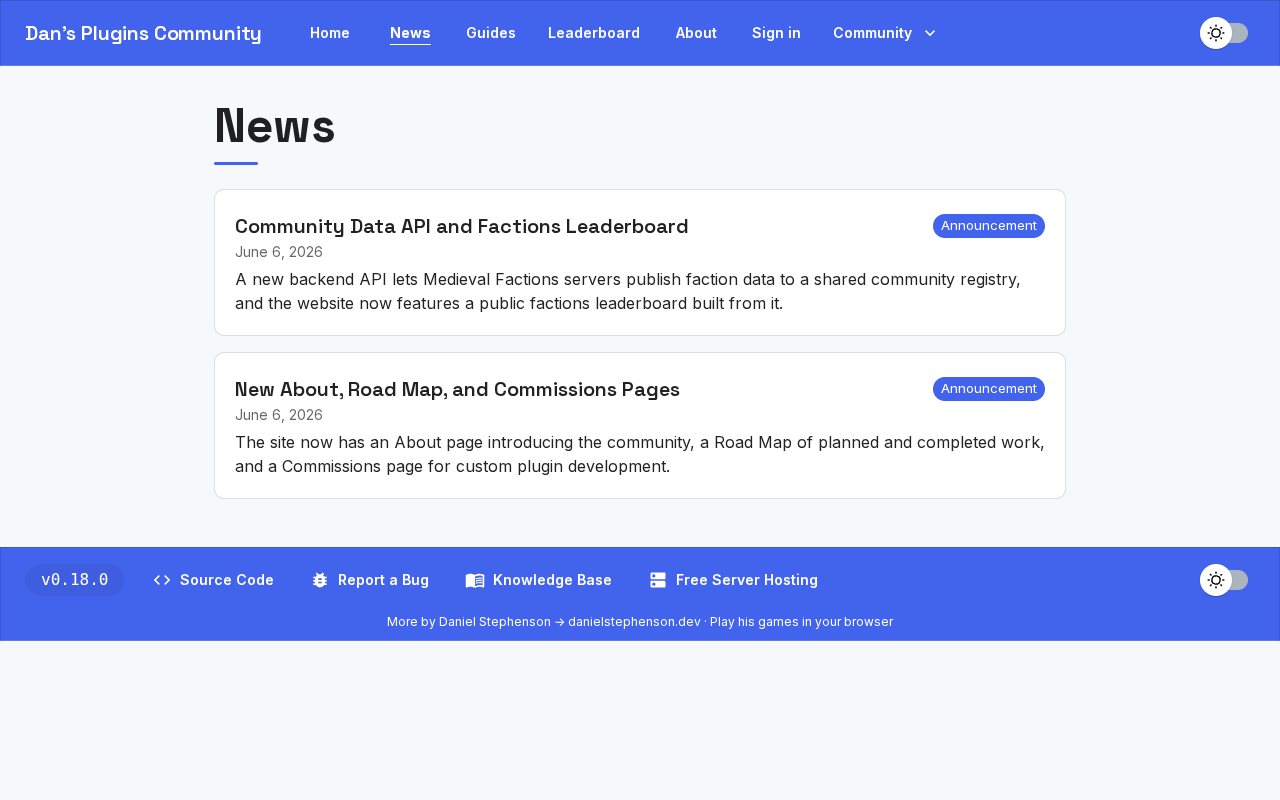 Dan's Plugins Community
Home
News
Guides
Leaderboard
About
Sign in
Community
News
Community Data API and Factions Leaderboard
Announcement
June 6, 2026
A new backend API lets Medieval Factions servers publish faction data to a shared community registry,
and the website now features a public factions leaderboard built from it.
New About, Road Map, and Commissions Pages
Announcement
June 6, 2026
The site now has an About page introducing the community, a Road Map of planned and completed work,
and a Commissions page for custom plugin development.
v0.18.0
Source Code
Report a Bug
Knowledge Base
Free Server Hosting
More by Daniel Stephenson → danielstephenson.dev · Play his games in your browser